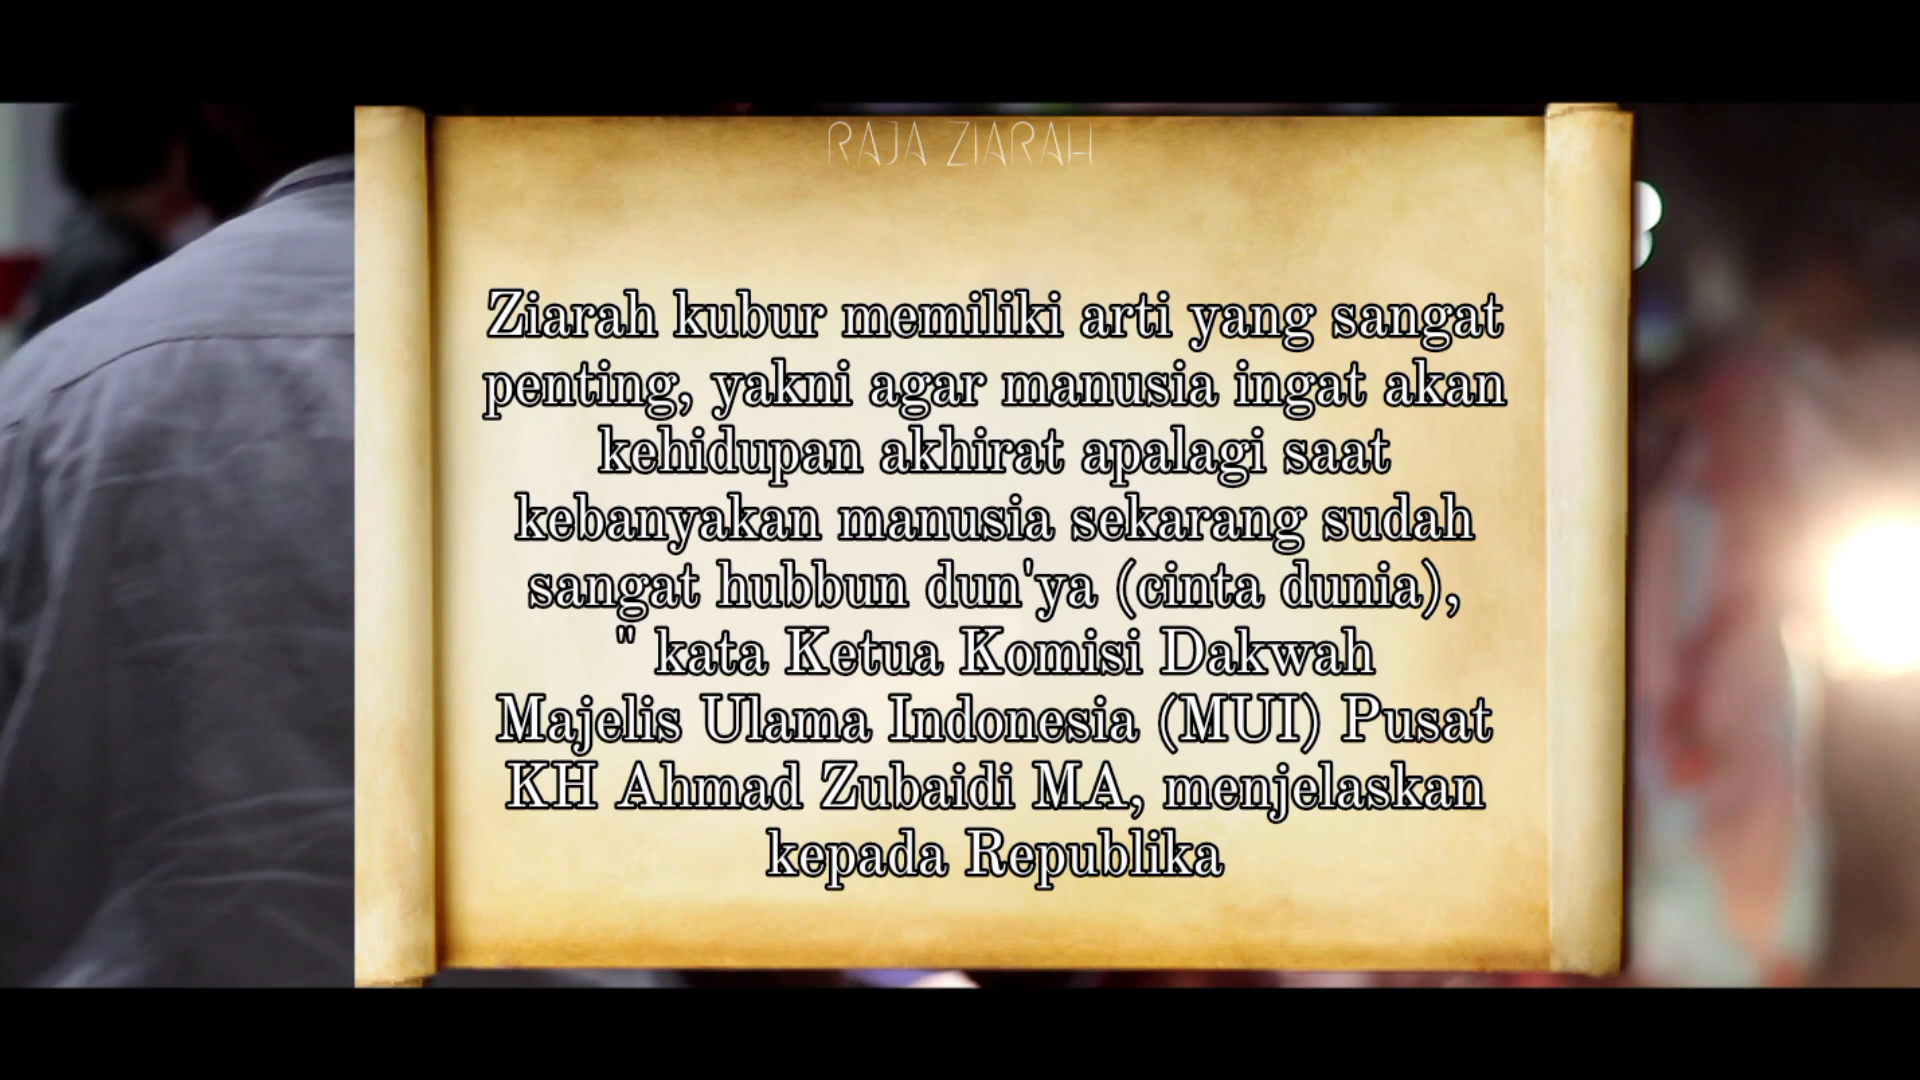 RAJA ZIARAH
Ziarah kubur memiliki arti yang sangat
penting, yakni agar manusia ingat akan
kehidupan akhirat apalagi saat
kebanyakan manusia sekarang sudah
sangat hubbun dun'ya (cinta dunia),
" kata Ketua Komisi Dakwah
Majelis Ulama Indonesia (MUI) Pusat
KH Ahmad Zubaidi MA, menjelaskan
kepada Republika